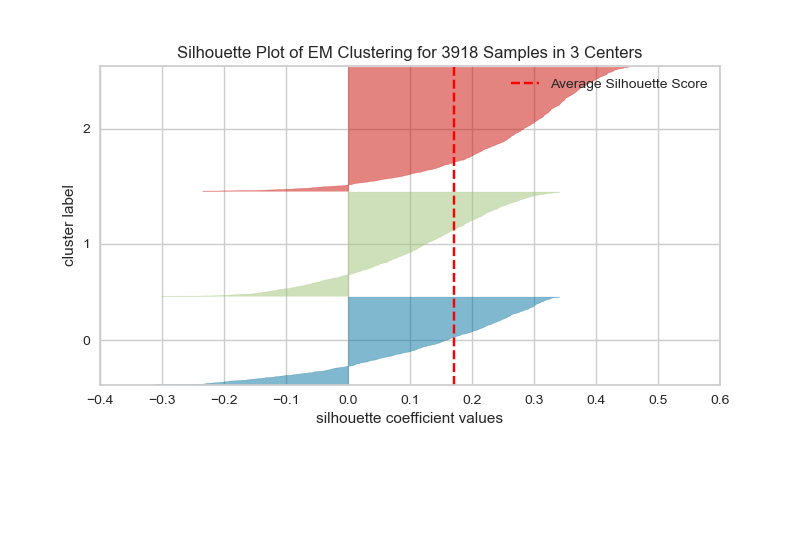 Silhouette Plot of EM Clustering for 3918 Samples in 3 Centers
Average Silhouette Score
cluster label
2
1
0
−0.4 −0.3 −0.2 −0.1 0.0 0.1 0.2 0.3 0.4 0.5 0.6
silhouette coefficient values